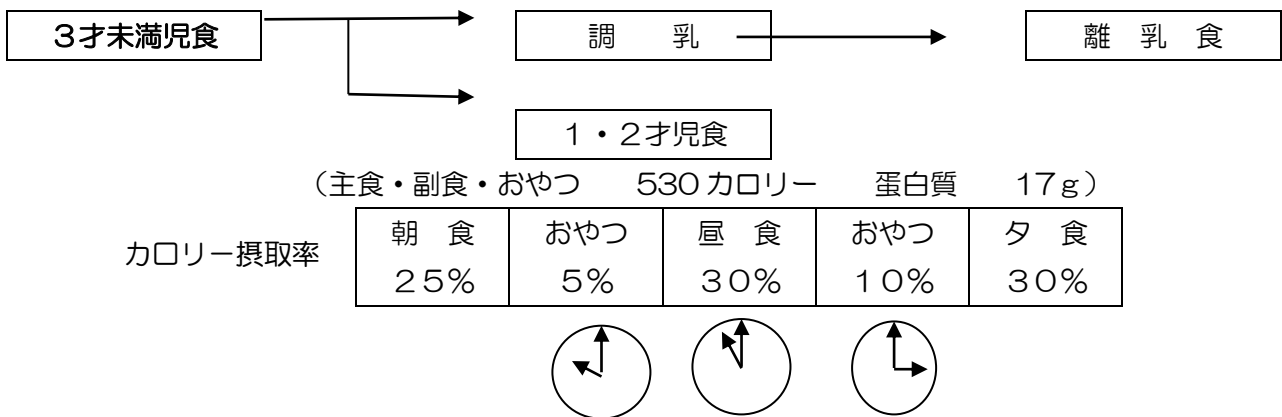 3才未満児食
調　乳
離　乳　食
1・2才児食
（主食・副食・おやつ　530カロリー　蛋白質　17g）
カロリー摂取率
朝　食　おやつ　昼　食　おやつ　夕　食
25%　5%　30%　10%　30%